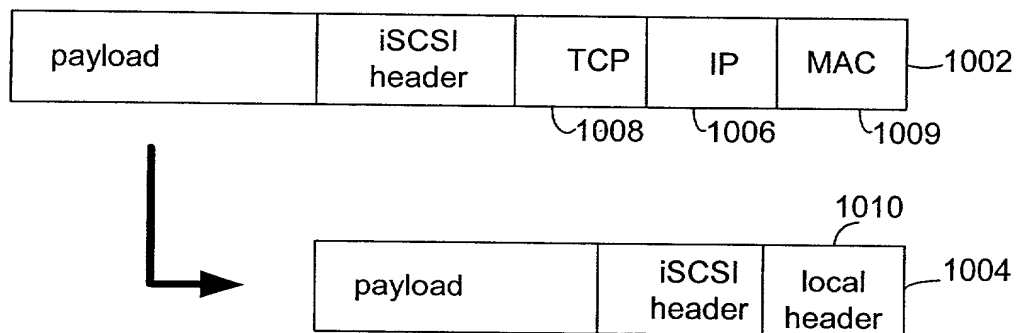 payload
iSCSI
header
TCP
IP
MAC
1002
1008
1006
1009
1010
payload
iSCSI
header
local
header
1004